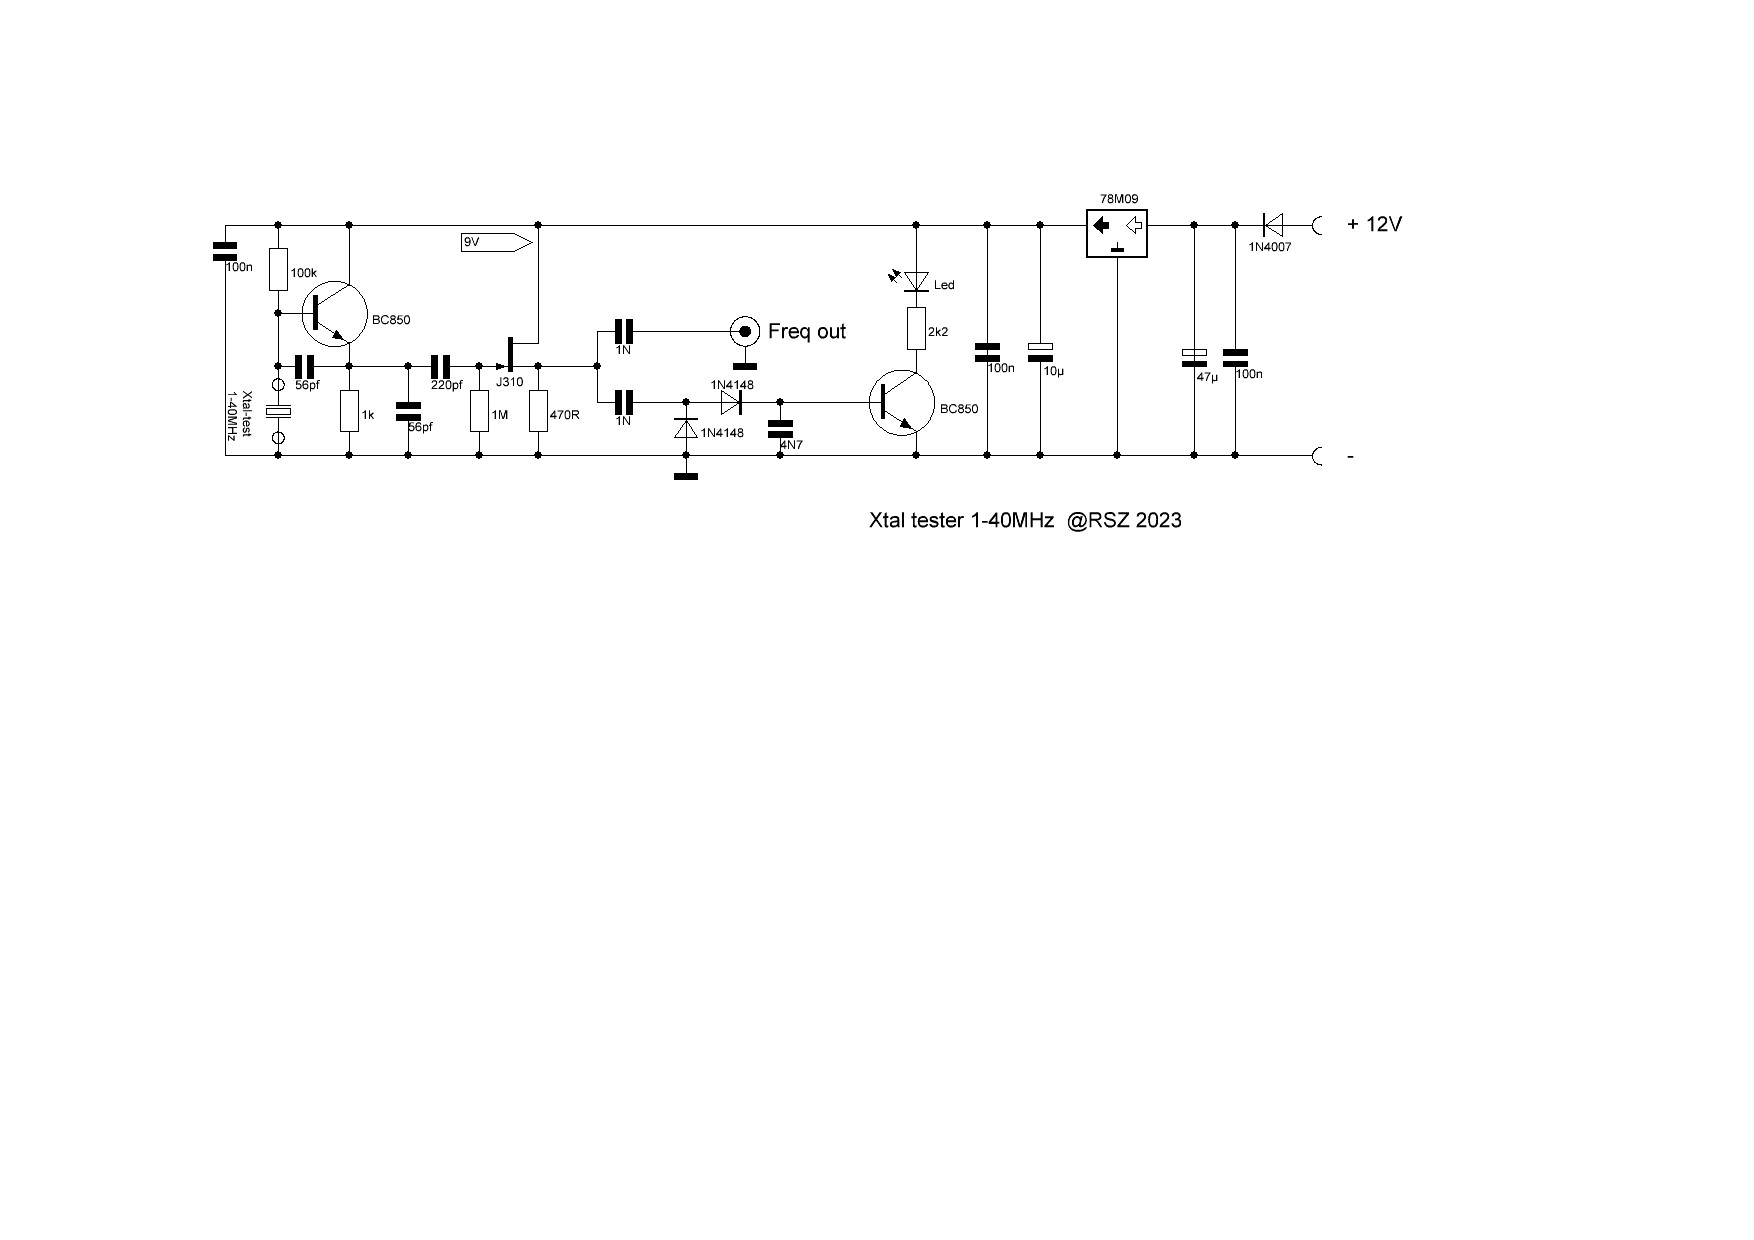 78M09
+ 12V
1N4007
9V
100n
100k
BC850
Led
Freq out
2k2
1N
100n
10µ
47µ
100n
56pf
220pf
J310
1N4148
Xtal-test
1-40MHz
1k
56pf
1M
470R
1N
1N4148
4N7
BC850
-
Xtal tester 1-40MHz @RSZ 2023